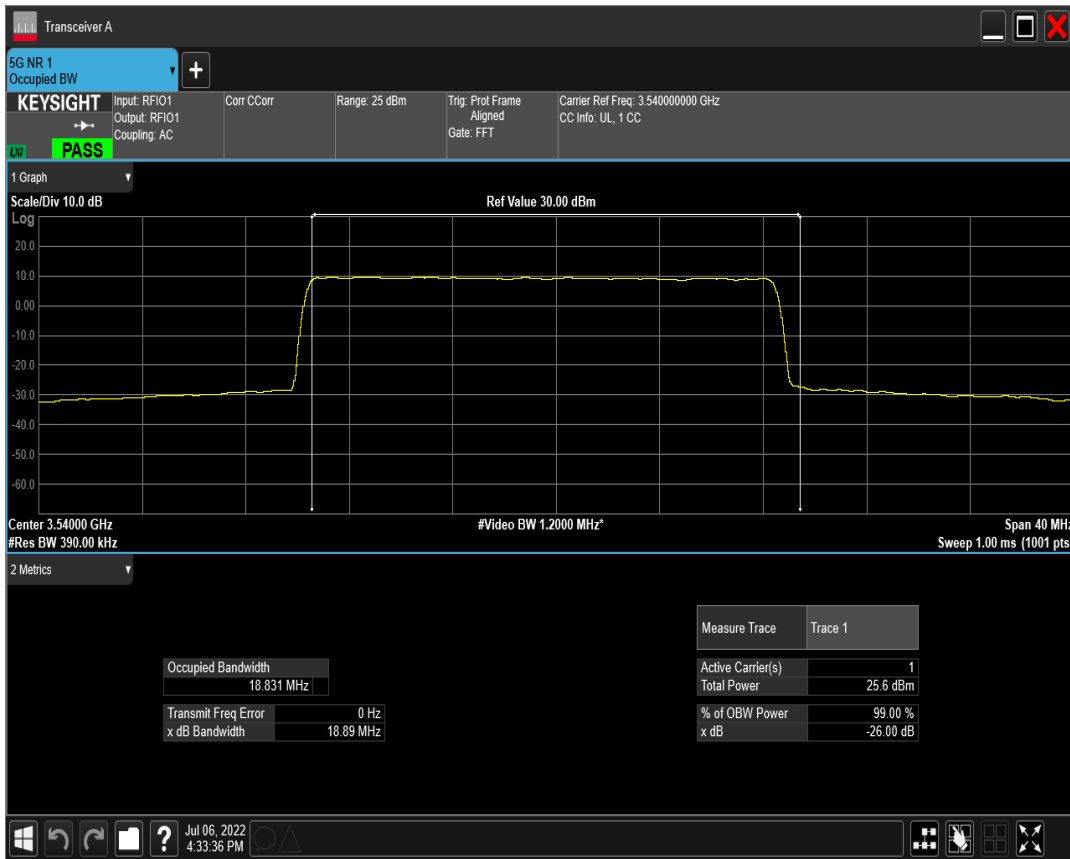 Transceiver A
5G NR 1
Occupied BW
KEYSIGHT
LXI
PASS
Input: RFIO1
Output: RFIO1
Coupling: AC
Corr CCorr
Range: 25 dBm
Trig: Prot Frame
Aligned
Gate: FFT
Carrier Ref Freq: 3.540000000 GHz
CC Info: UL, 1 CC
1 Graph
Scale/Div 10.0 dB
Ref Value 30.00 dBm
Log
20.0
10.0
0.00
-10.0
-20.0
-30.0
-40.0
-50.0
-60.0
Center 3.54000 GHz
#Video BW 1.2000 MHz*
Span 40 MHz
#Res BW 390.00 kHz
Sweep 1.00 ms (1001 pts
2 Metrics
Measure Trace Trace 1
Occupied Bandwidth
18.831 MHz
Active Carrier(s) 1
Total Power 25.6 dBm
Transmit Freq Error 0 Hz
x dB Bandwidth 18.89 MHz
% of OBW Power 99.00 %
x dB -26.00 dB
Jul 06, 2022
4:33:36 PM